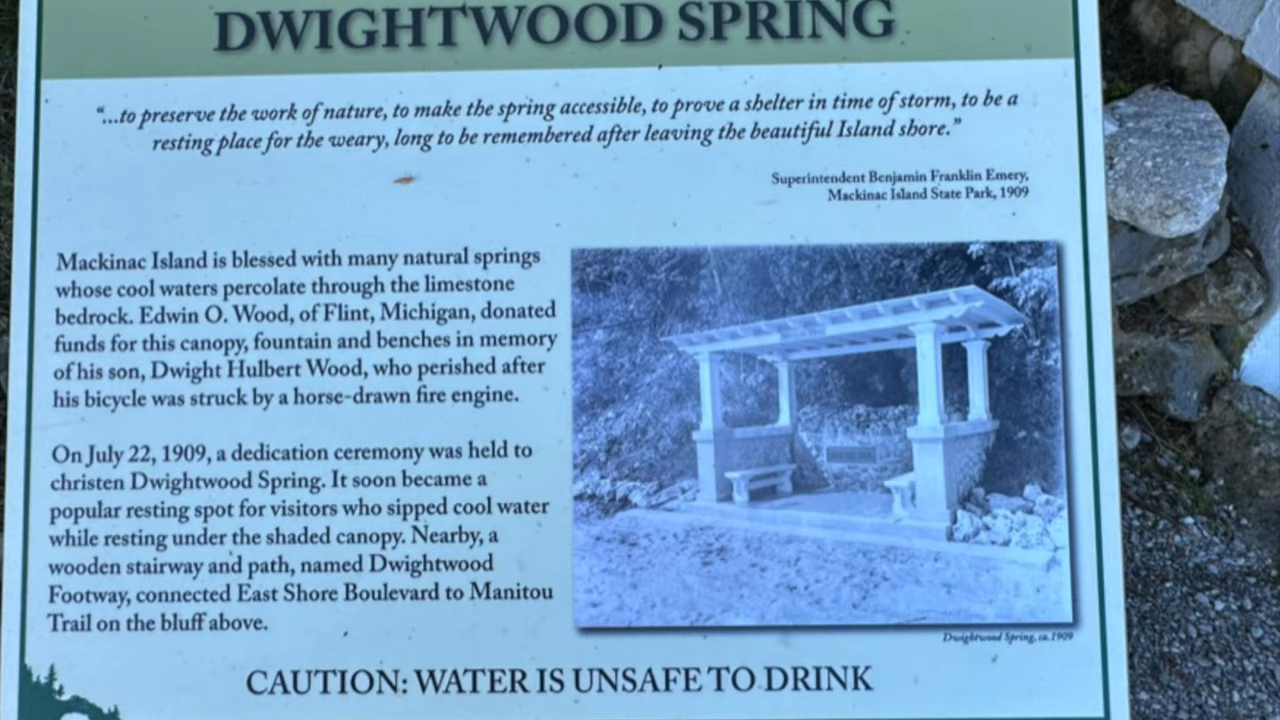 DWIGHTWOOD SPRING
“...to preserve the work of nature, to make the spring accessible, to prove a shelter in time of storm, to be a
resting place for the weary, long to be remembered after leaving the beautiful Island shore.”
Superintendent Benjamin Franklin Emery,
Mackinac Island State Park, 1909
Mackinac Island is blessed with many natural springs
whose cool waters percolate through the limestone
bedrock. Edwin O. Wood, of Flint, Michigan, donated
funds for this canopy, fountain and benches in memory
of his son, Dwight Hulbert Wood, who perished after
his bicycle was struck by a horse-drawn fire engine.
On July 22, 1909, a dedication ceremony was held to
christen Dwightwood Spring. It soon became a
popular resting spot for visitors who sipped cool water
while resting under the shaded canopy. Nearby, a
wooden stairway and path, named Dwightwood
Footway, connected East Shore Boulevard to Manitou
Trail on the bluff above.
Dwightwood Spring, ca. 1909
CAUTION: WATER IS UNSAFE TO DRINK